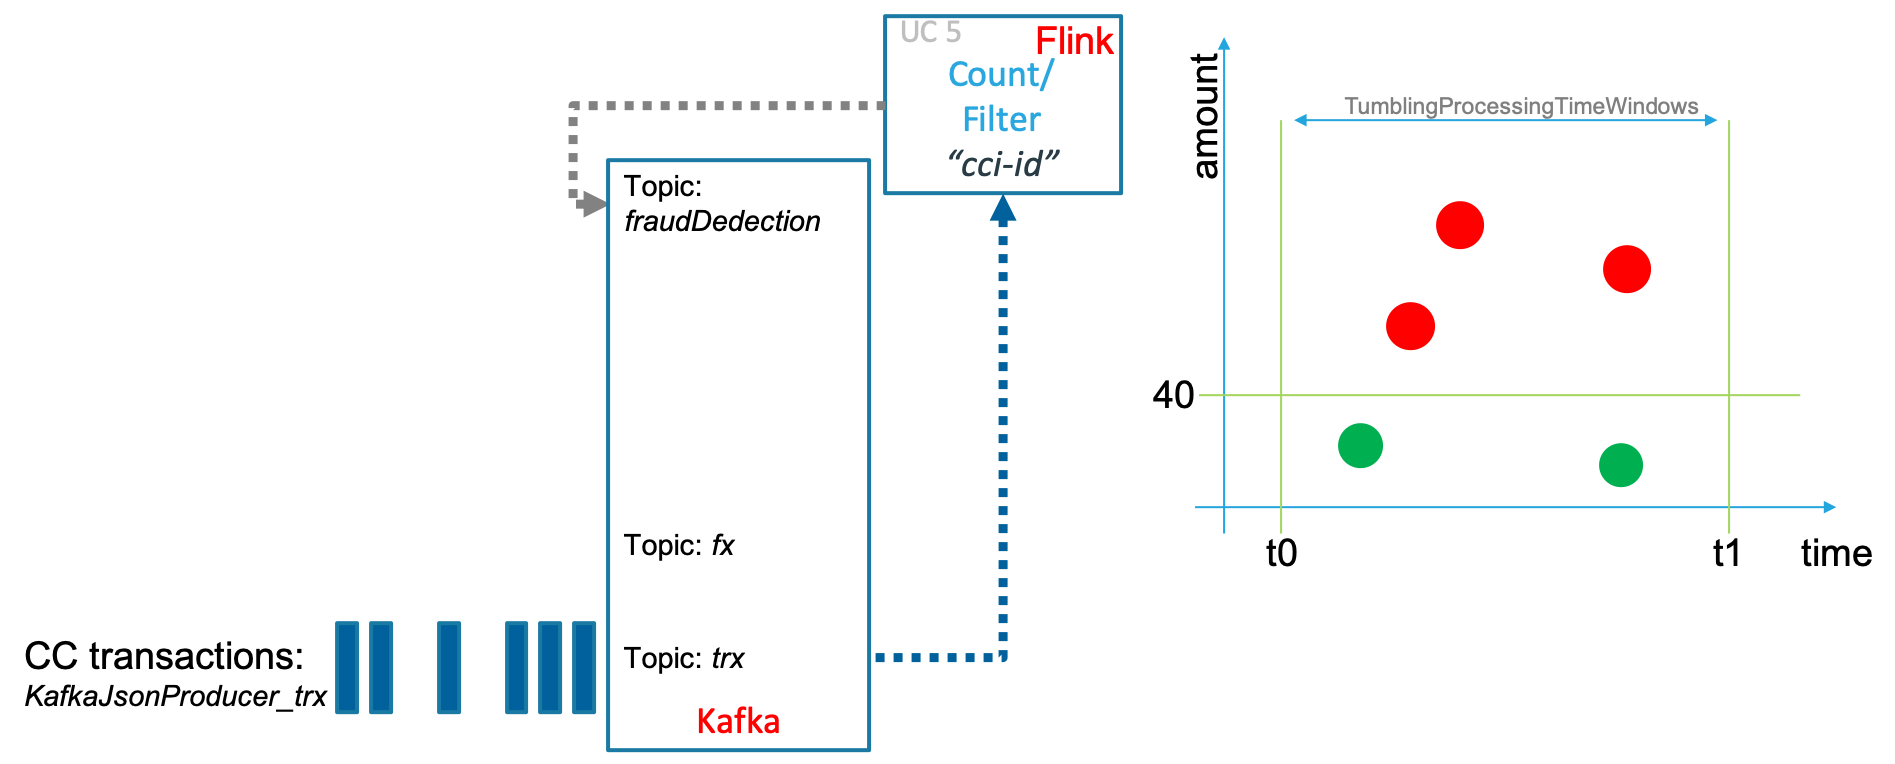 UC 5
Flink
Count/
Filter
“cci-id”
Topic:
fraudDedection
Topic: fx
Topic: trx
Kafka
CC transactions:
KafkaJsonProducer_trx
amount
TumblingProcessingTimeWindows
40
t0
t1
time